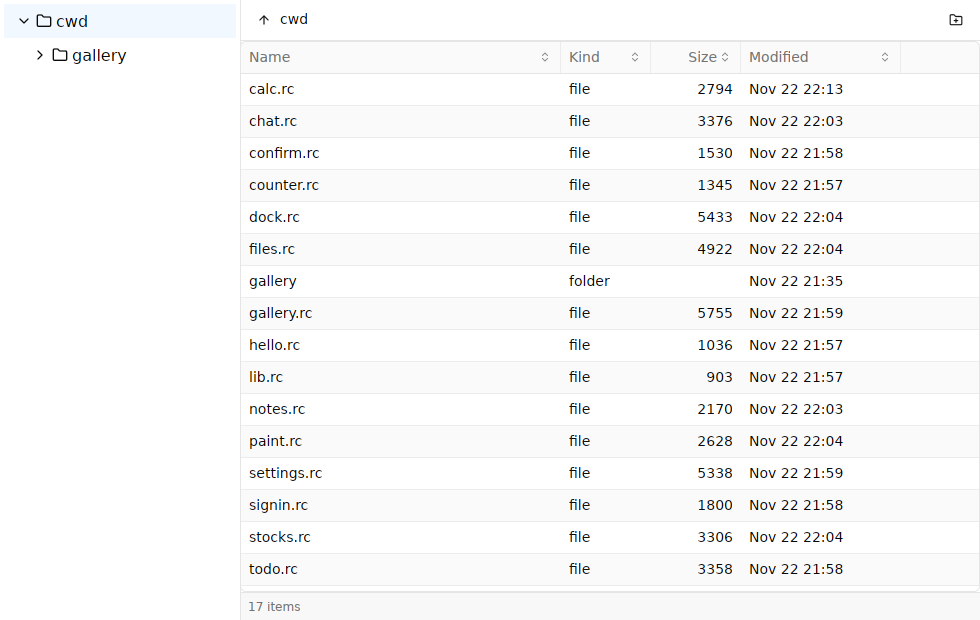 cwd
gallery
cwd
Name Kind Size Modified
calc.rc file 2794 Nov 22 22:13
chat.rc file 3376 Nov 22 22:03
confirm.rc file 1530 Nov 22 21:58
counter.rc file 1345 Nov 22 21:57
dock.rc file 5433 Nov 22 22:04
files.rc file 4922 Nov 22 22:04
gallery folder Nov 22 21:35
gallery.rc file 5755 Nov 22 21:59
hello.rc file 1036 Nov 22 21:57
lib.rc file 903 Nov 22 21:57
notes.rc file 2170 Nov 22 22:03
paint.rc file 2628 Nov 22 22:04
settings.rc file 5338 Nov 22 21:59
signin.rc file 1800 Nov 22 21:58
stocks.rc file 3306 Nov 22 22:04
todo.rc file 3358 Nov 22 21:58
17 items